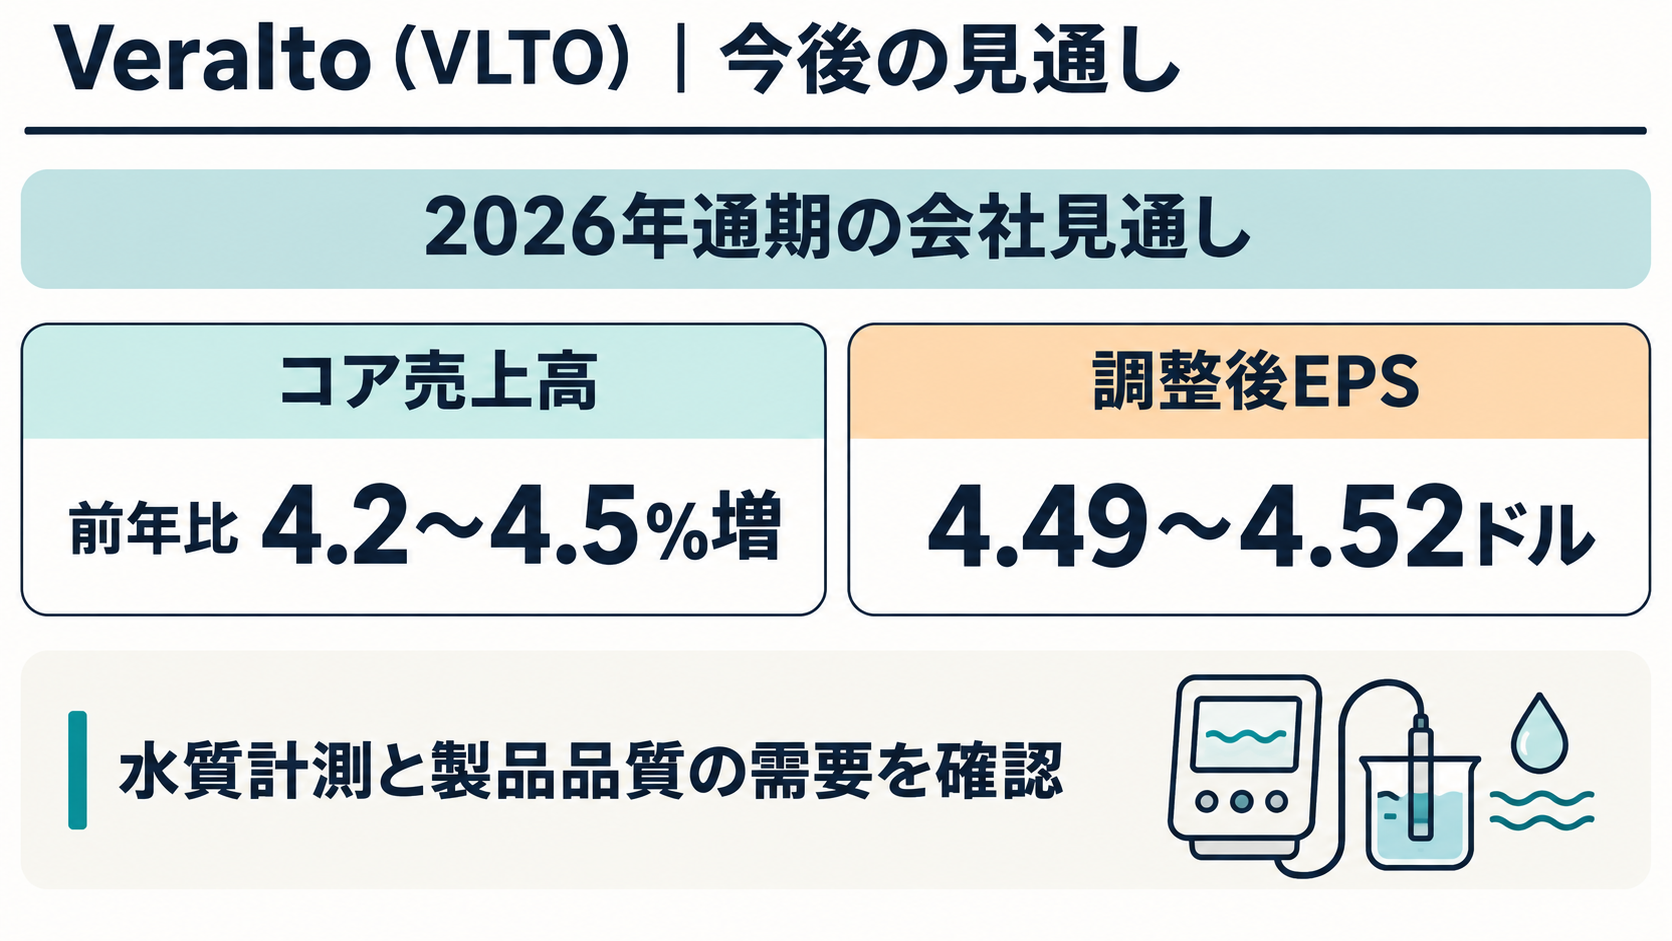 Veralto（VLTO）｜今後の見通し
2026年通期の会社見通し
コア売上高
前年比 4.2〜4.5%増
調整後EPS
4.49〜4.52ドル
水質計測と製品品質の需要を確認